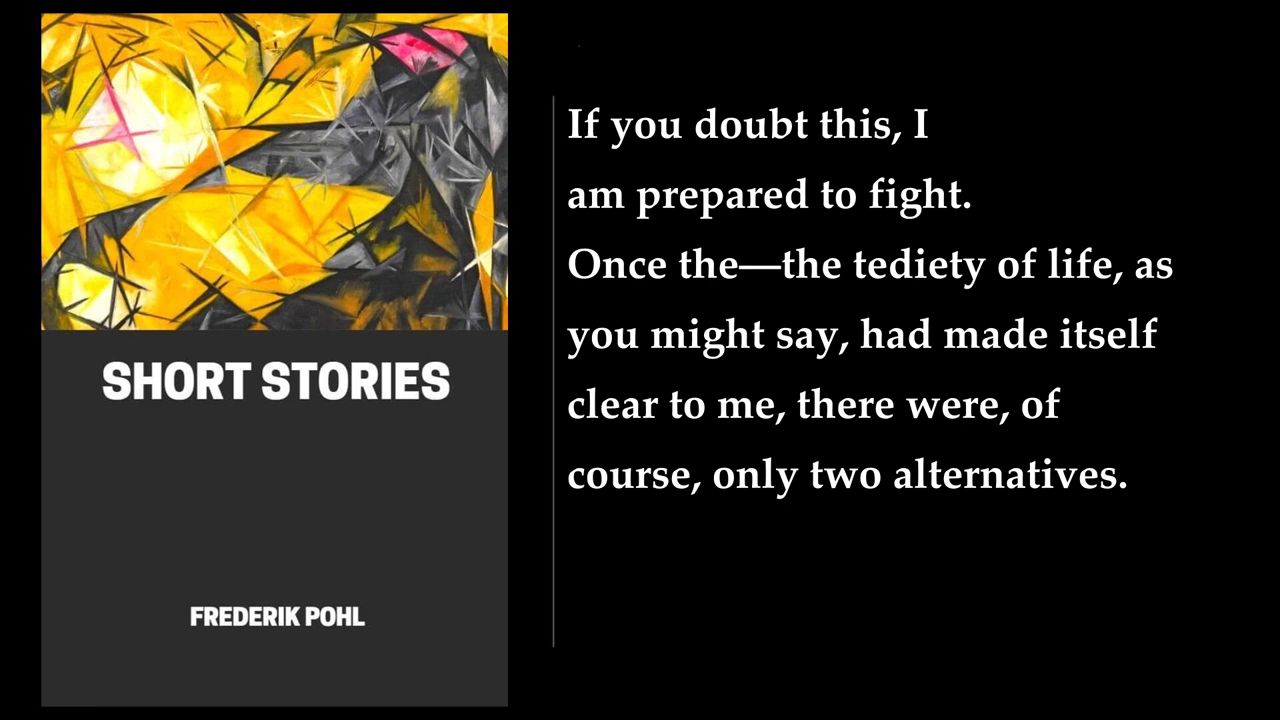 SHORT STORIES
FREDERIK POHL
If you doubt this, I
am prepared to fight.
Once the—the tediety of life, as
you might say, had made itself
clear to me, there were, of
course, only two alternatives.